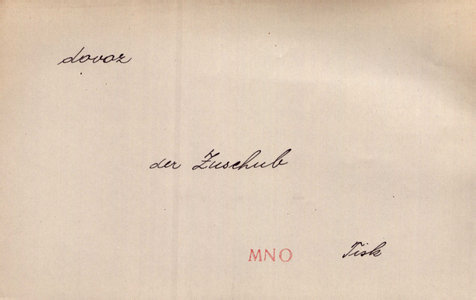 dovoz
der Zuschub
MNO Tisk